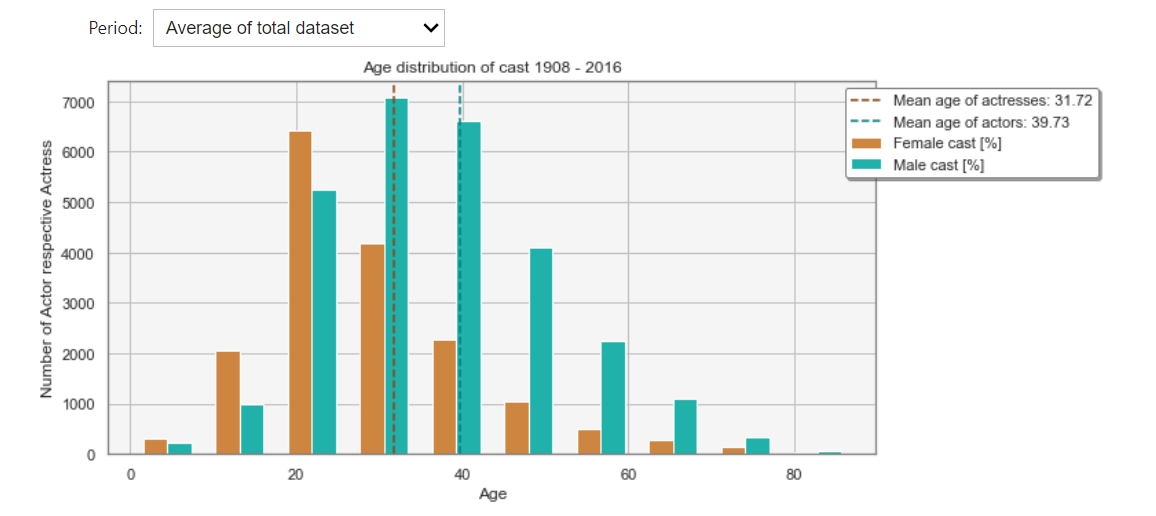 Period: Average of total dataset
Age distribution of cast 1908 - 2016
Mean age of actresses: 31.72
Mean age of actors: 39.73
Female cast [%]
Male cast [%]
Number of Actor respective Actress
7000
6000
5000
4000
3000
2000
1000
0
0 20 40 60 80
Age